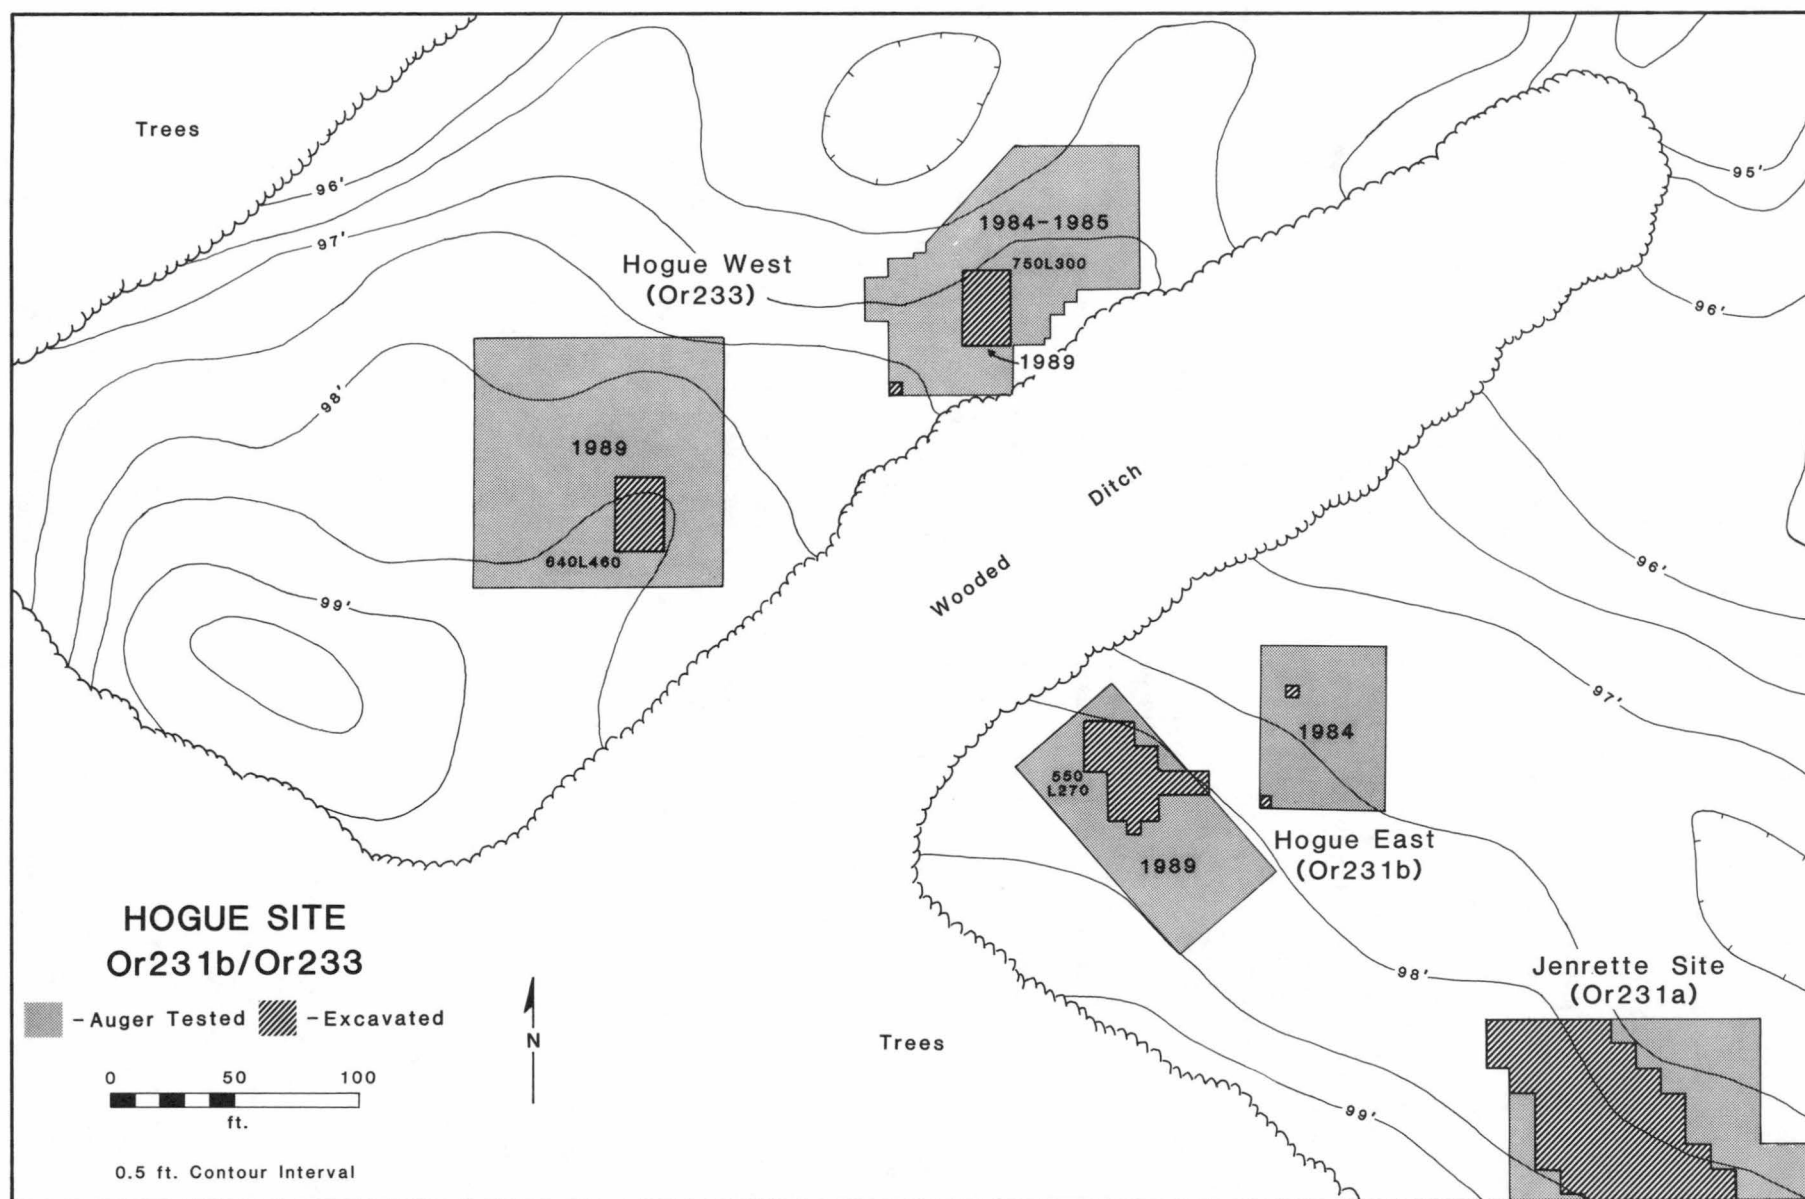 Trees
96'
95'
97'
1984-1985
Hogue West
(Or233)
750L300
96'
1989
98'
1989
Ditch
640L460
Wooded
96'
99'
97'
1984
550
L270
Hogue East
(Or231b)
1989
HOGUE SITE
Or231b/Or233
98'
Jenrette Site
(Or231a)
-Auger Tested
-Excavated
N
Trees
0 50 100
ft.
99'
0.5 ft. Contour Interval